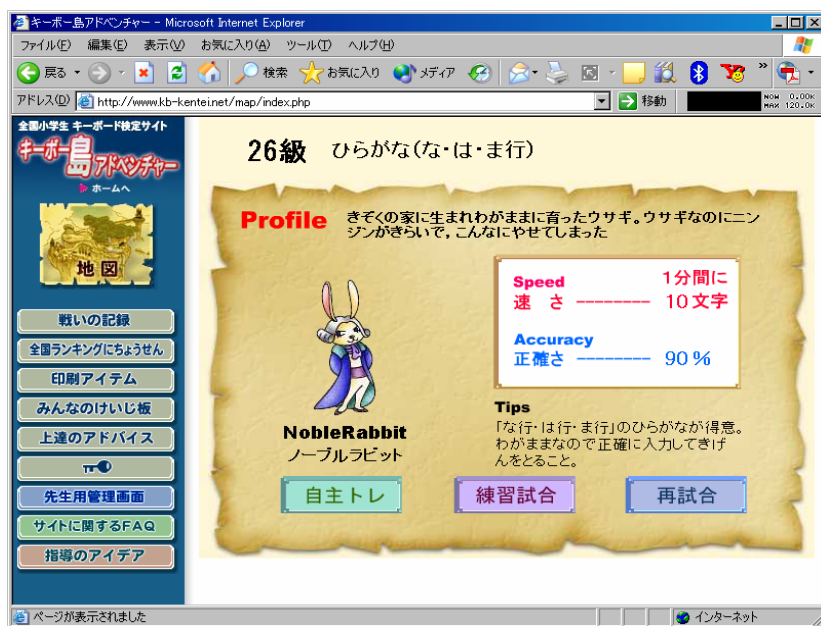 キーボー島アドベンチャー - Microsoft Internet Explorer
ファイル(F) 編集(E) 表示(V) お気に入り(A) ツール(T) ヘルプ(H)
戻る 検索 お気に入り メディア
アドレス(D) http://www.kb-kentei.net/map/index.php 移動 NOW 0.00K
MAX 120.0K
全国小学生 キーボード検定サイト
キーボー島アドベンチャー
ホームへ
地図
戦いの記録
全国ランキングにちょうせん
印刷アイテム
みんなのけいじ板
上達のアドバイス
先生用管理画面
サイトに関するFAQ
指導のアイデア
26級 ひらがな(な・は・ま行)
Profile きぞくの家に生まれわがままに育ったウサギ。ウサギなのにニン
ジンがきらいで,こんなにやせてしまった
Speed 1分間に
速 さ -------- 10文字
Accuracy
正確さ -------- 90%
NobleRabbit
ノーブルラビット
Tips
「な行・は行・ま行」のひらがなが得意。
わがままなので正確に入力してきげ
んをとること。
自主トレ 練習試合 再試合
ページが表示されました インターネット